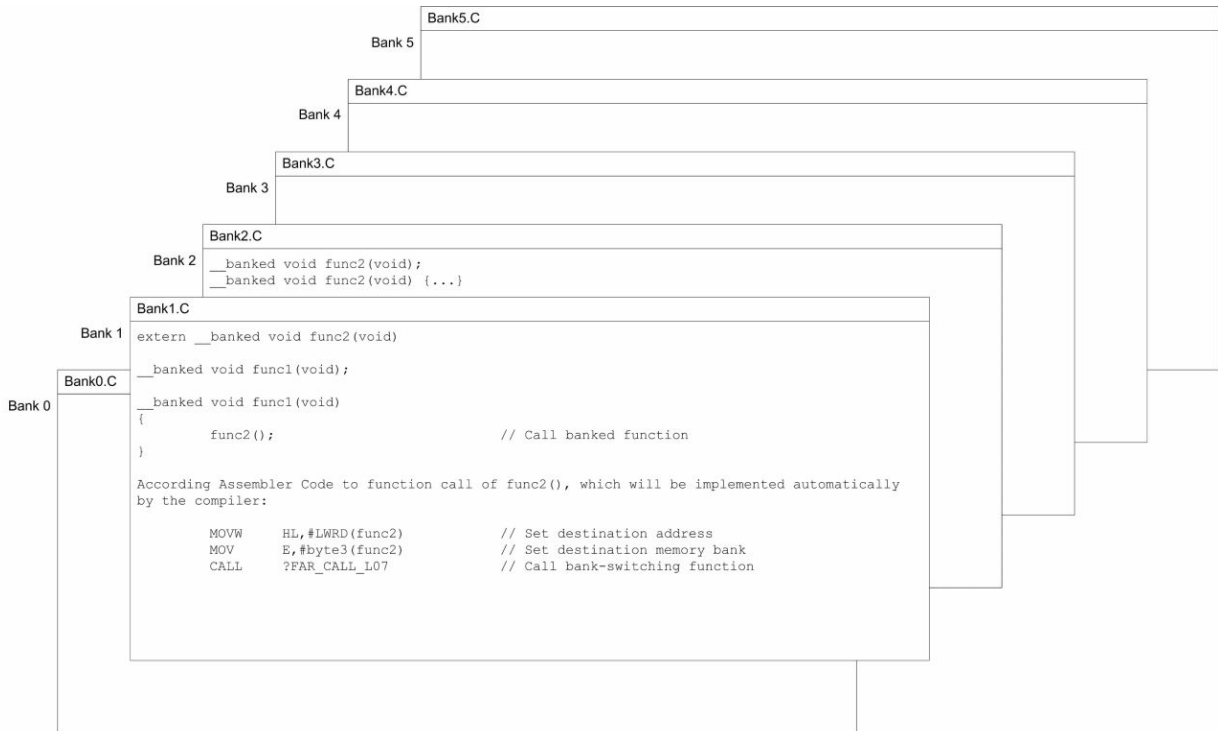 Bank5.C
Bank 5
Bank4.C
Bank 4
Bank3.C
Bank 3
Bank2.C
Bank 2
__banked void func2(void);
__banked void func2(void) {...}
Bank1.C
Bank 1
extern __banked void func2(void)
__banked void func1(void);
Bank0.C
Bank 0
__banked void func1(void)
{
func2(); // Call banked function
}
According Assembler Code to function call of func2(), which will be implemented automatically
by the compiler:
MOVW HL,#LWRD(func2) // Set destination address
MOV E,#byte3(func2) // Set destination memory bank
CALL ?FAR_CALL_L07 // Call bank-switching function